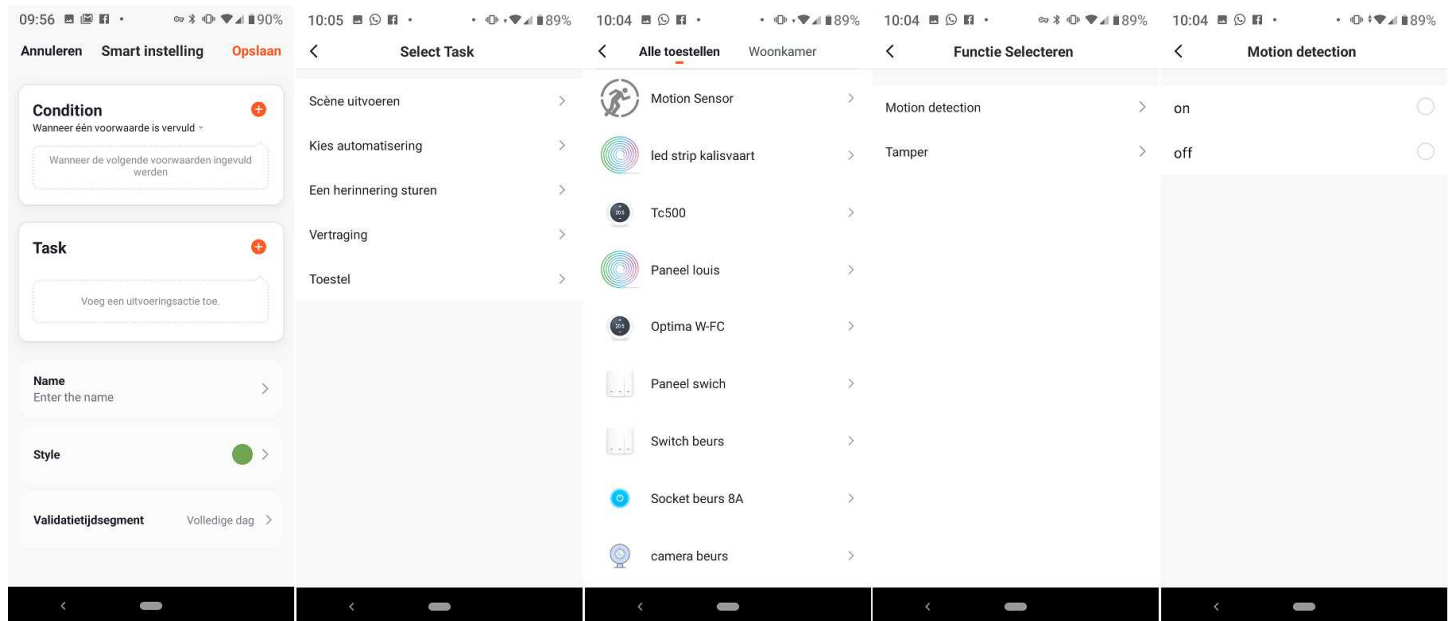 09:56 90%
Annuleren Smart instelling Opslaan
Condition
Wanneer één voorwaarde is vervuld
Wanneer de volgende voorwaarden ingevuld
werden
Task
Voeg een uitvoeringsactie toe.
Name
Enter the name
Style
Validatietijdsegment Volledige dag
10:05 89%
Select Task
Scène uitvoeren
Kies automatisering
Een herinnering sturen
Vertraging
Toestel
10:04 89%
Alle toestellen Woonkamer
Motion Sensor
led strip kalisvaart
Tc500
Paneel louis
Optima W-FC
Paneel swich
Switch beurs
Socket beurs 8A
camera beurs
10:04 89%
Functie Selecteren
Motion detection
Tamper
10:04 89%
Motion detection
on
off